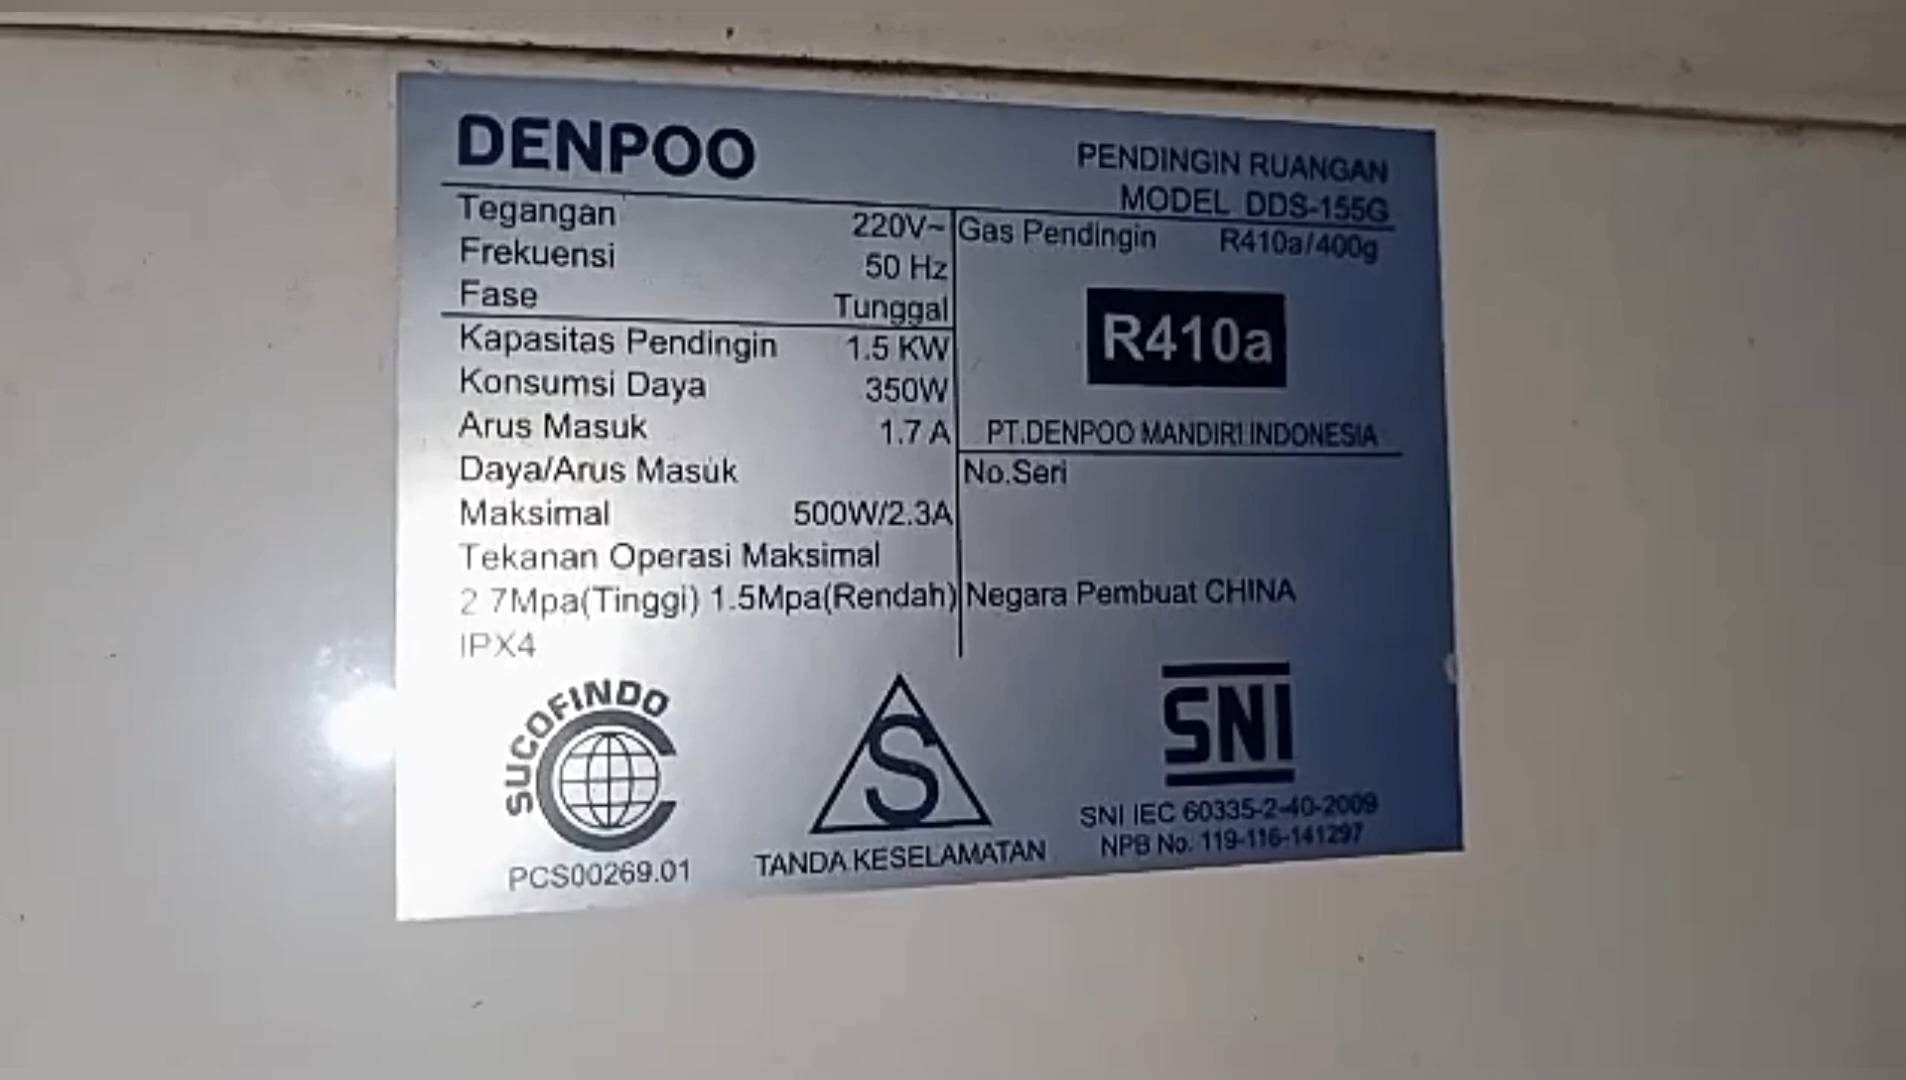 DENPOO
PENDINGIN RUANGAN
MODEL DDS-155G
Tegangan 220V~
Frekuensi 50 Hz
Fase Tunggal
Kapasitas Pendingin 1.5 KW
Konsumsi Daya 350W
Arus Masuk 1.7 A
Daya/Arus Masuk
Maksimal 500W/2.3A
Tekanan Operasi Maksimal
2 7Mpa(Tinggi) 1.5Mpa(Rendah)
IPX4
Gas Pendingin R410a/400g
R410a
PT.DENPOO MANDIRI INDONESIA
No.Seri
Negara Pembuat CHINA
SUCOFINDO
PCS00269.01
S
TANDA KESELAMATAN
SNI
SNI IEC 60335-2-40-2009
NPB No. 119-116-141297